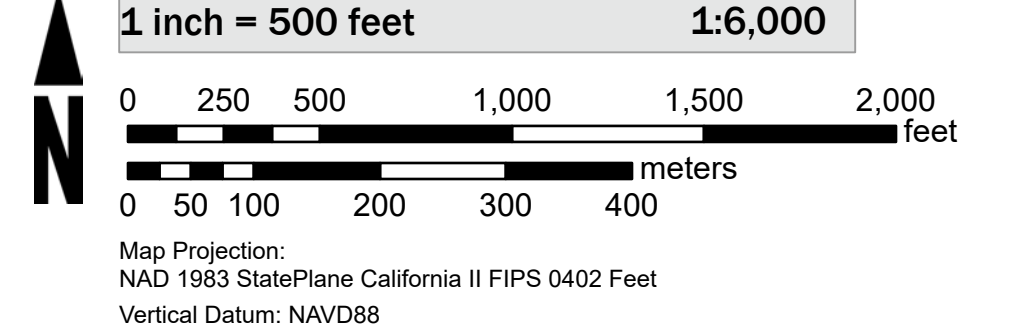 1 inch = 500 feet 1:6,000
N
0 250 500 1,000 1,500 2,000
feet
meters
0 50 100 200 300 400
Map Projection:
NAD 1983 StatePlane California II FIPS 0402 Feet
Vertical Datum: NAVD88